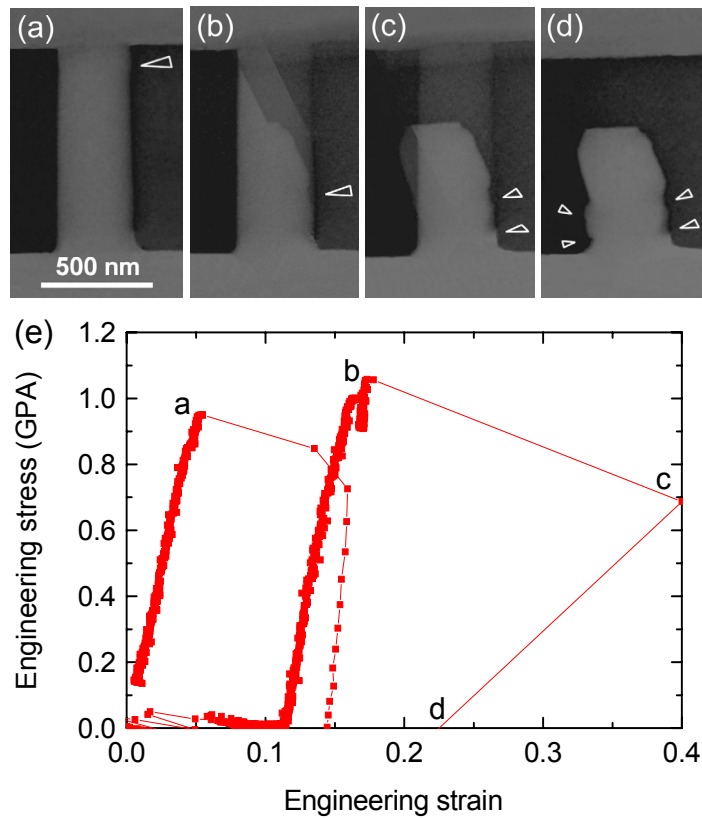 (a) (b) (c) (d)
500 nm
(e)
1.2
1.0
0.8
0.6
0.4
0.2
0.0
a
b
c
d
0.0 0.1 0.2 0.3 0.4
Engineering stress (GPA)
Engineering strain